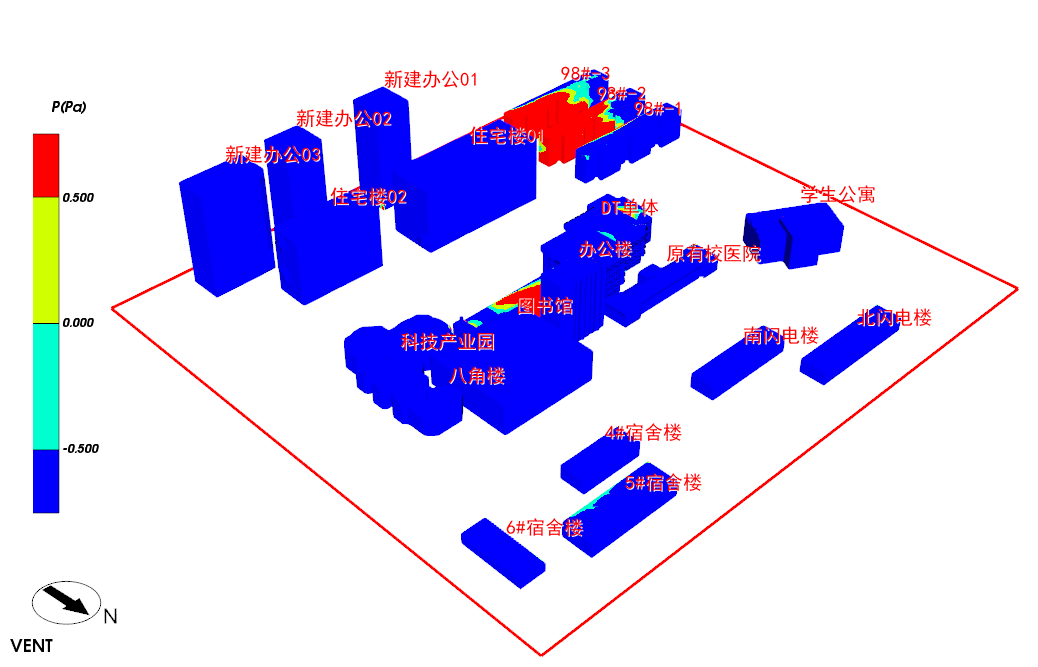 P(Pa)
0.500
0.000
-0.500
新建办公01
新建办公02
新建办公03
98#-3
98#-2
98#-1
住宅楼01
住宅楼02
DT单体
学生公寓
办公楼
原有校医院
图书馆
科技产业园
八角楼
南闪电楼
北闪电楼
4#宿舍楼
5#宿舍楼
6#宿舍楼
N
VENT